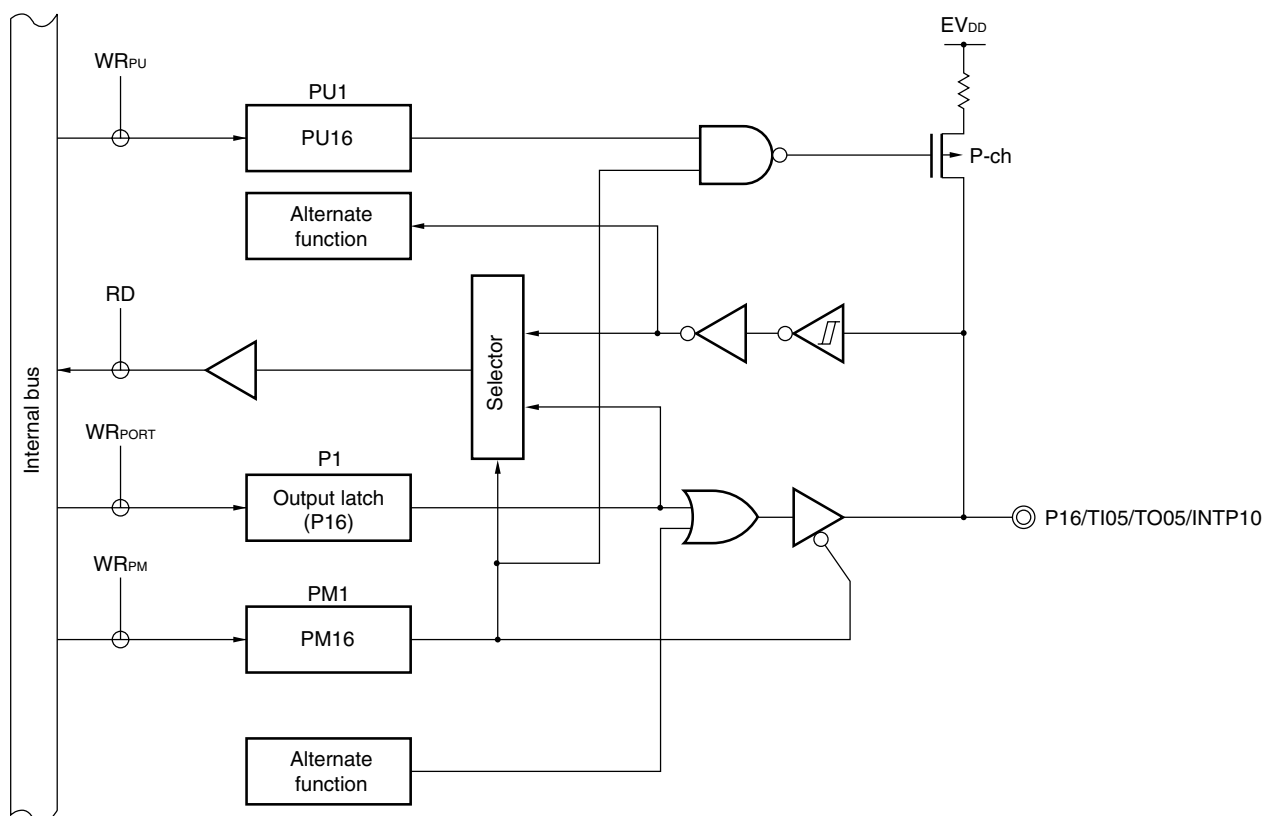 EVDD
WRPU
PU1
PU16
P-ch
Alternate
function
RD
Selector
Internal bus
WRPORT
P1
Output latch
(P16)
P16/TI05/TO05/INTP10
WRPM
PM1
PM16
Alternate
function